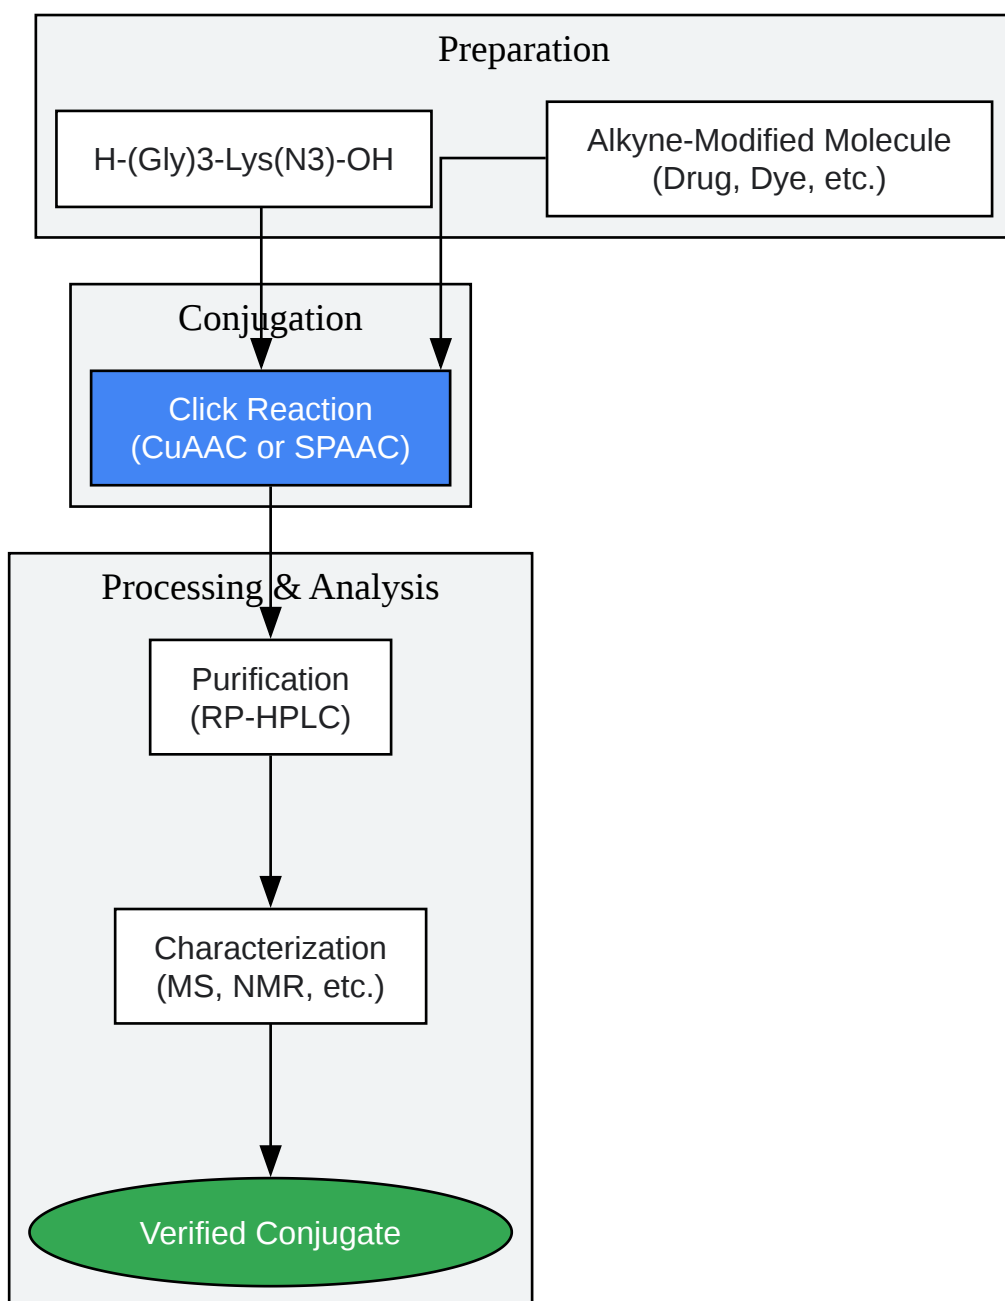 Preparation
H-(Gly)3-Lys(N3)-OH
Alkyne-Modified Molecule
(Drug, Dye, etc.)
Conjugation
Click Reaction
(CuAAC or SPAAC)
Processing & Analysis
Purification
(RP-HPLC)
Characterization
(MS, NMR, etc.)
Verified Conjugate